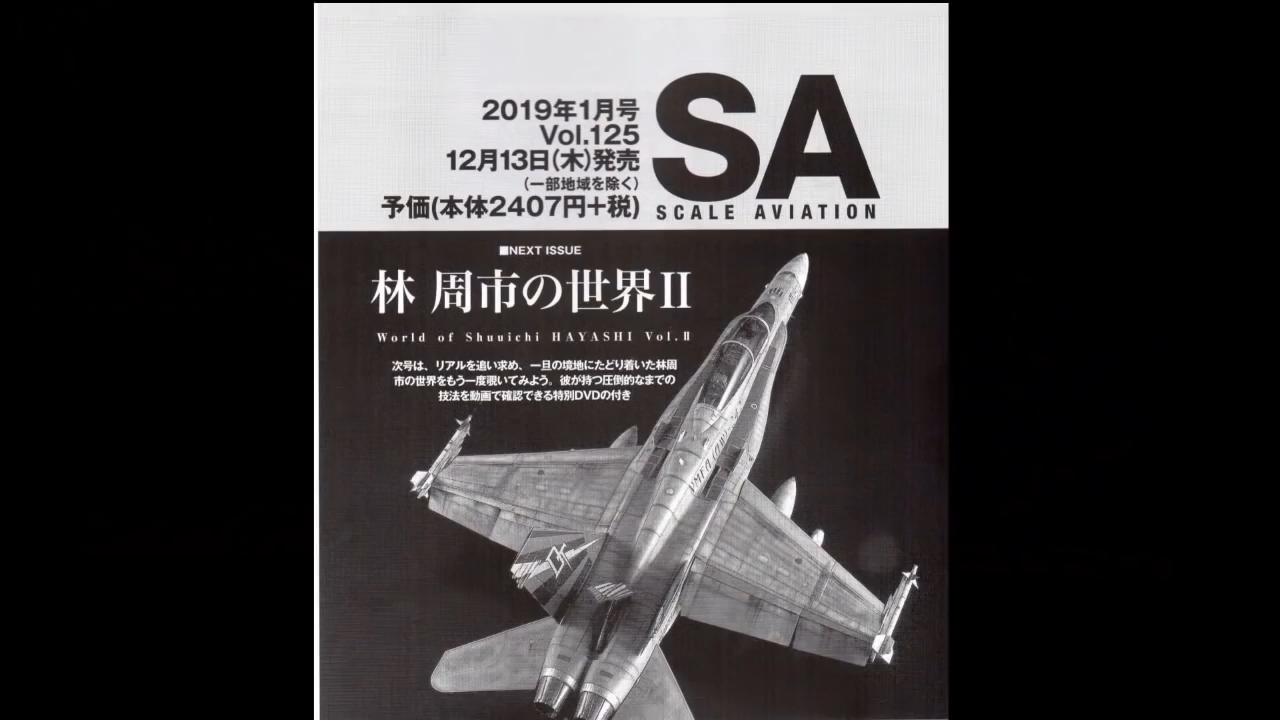 2019年1月号
Vol.125
12月13日(木)発売
(一部地域を除く)
予価(本体2407円+税)
SA
SCALE AVIATION
■NEXT ISSUE
林 周市の世界II
World of Shuuichi HAYASHI Vol.II
次号は、リアルを追い求め、一旦の境地にたどり着いた林周
市の世界をもう一度覗いてみよう。彼が持つ圧倒的なまでの
技法を動画で確認できる特別DVDの付き